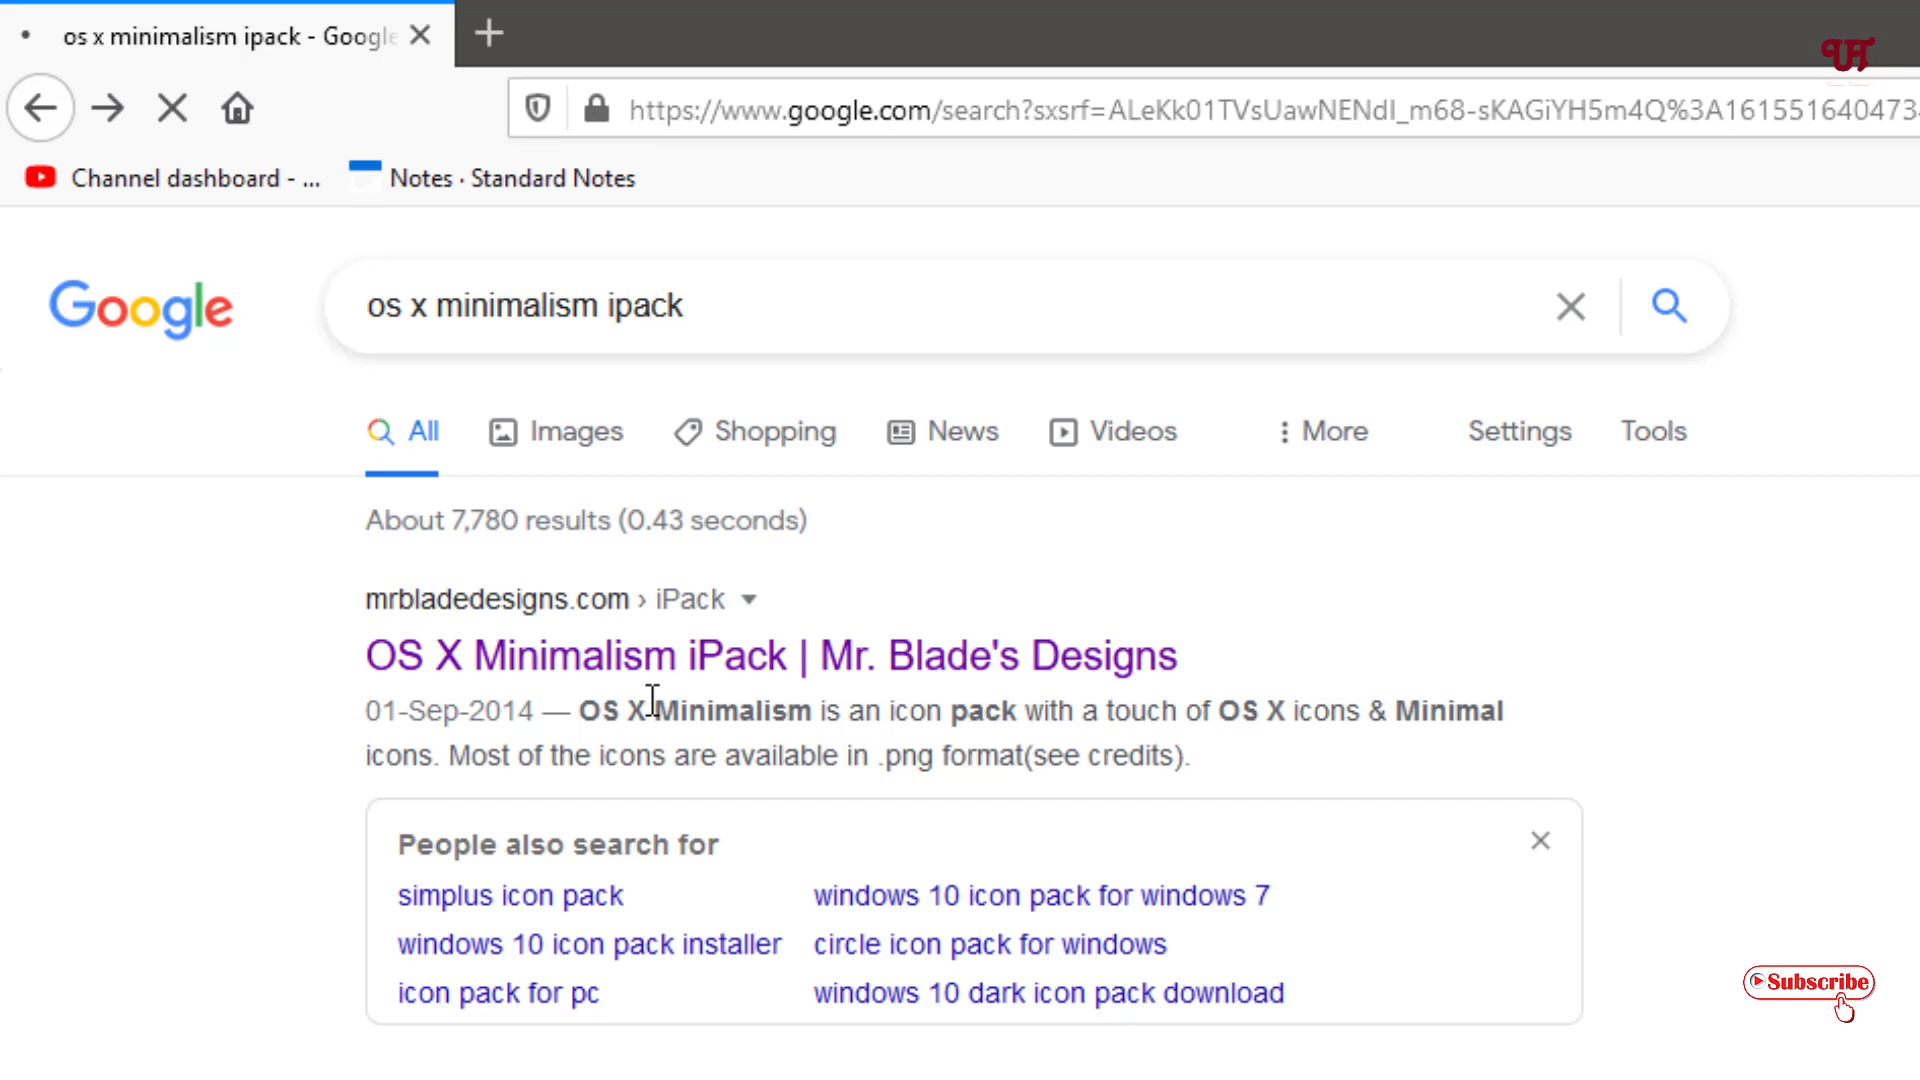 os x minimalism ipack - Google
https://www.google.com/search?sxsrf=ALeKk01TVsUawNENdI_m68-sKAGiYH5m4Q%3A161551640473
Channel dashboard - ...
Notes · Standard Notes
Google
os x minimalism ipack
All
Images
Shopping
News
Videos
More
Settings
Tools
About 7,780 results (0.43 seconds)
mrbladedesigns.com › iPack
OS X Minimalism iPack | Mr. Blade's Designs
01-Sep-2014 — OS X Minimalism is an icon pack with a touch of OS X icons & Minimal
icons. Most of the icons are available in .png format(see credits).
People also search for
simplus icon pack
windows 10 icon pack for windows 7
windows 10 icon pack installer
circle icon pack for windows
icon pack for pc
windows 10 dark icon pack download
Subscribe